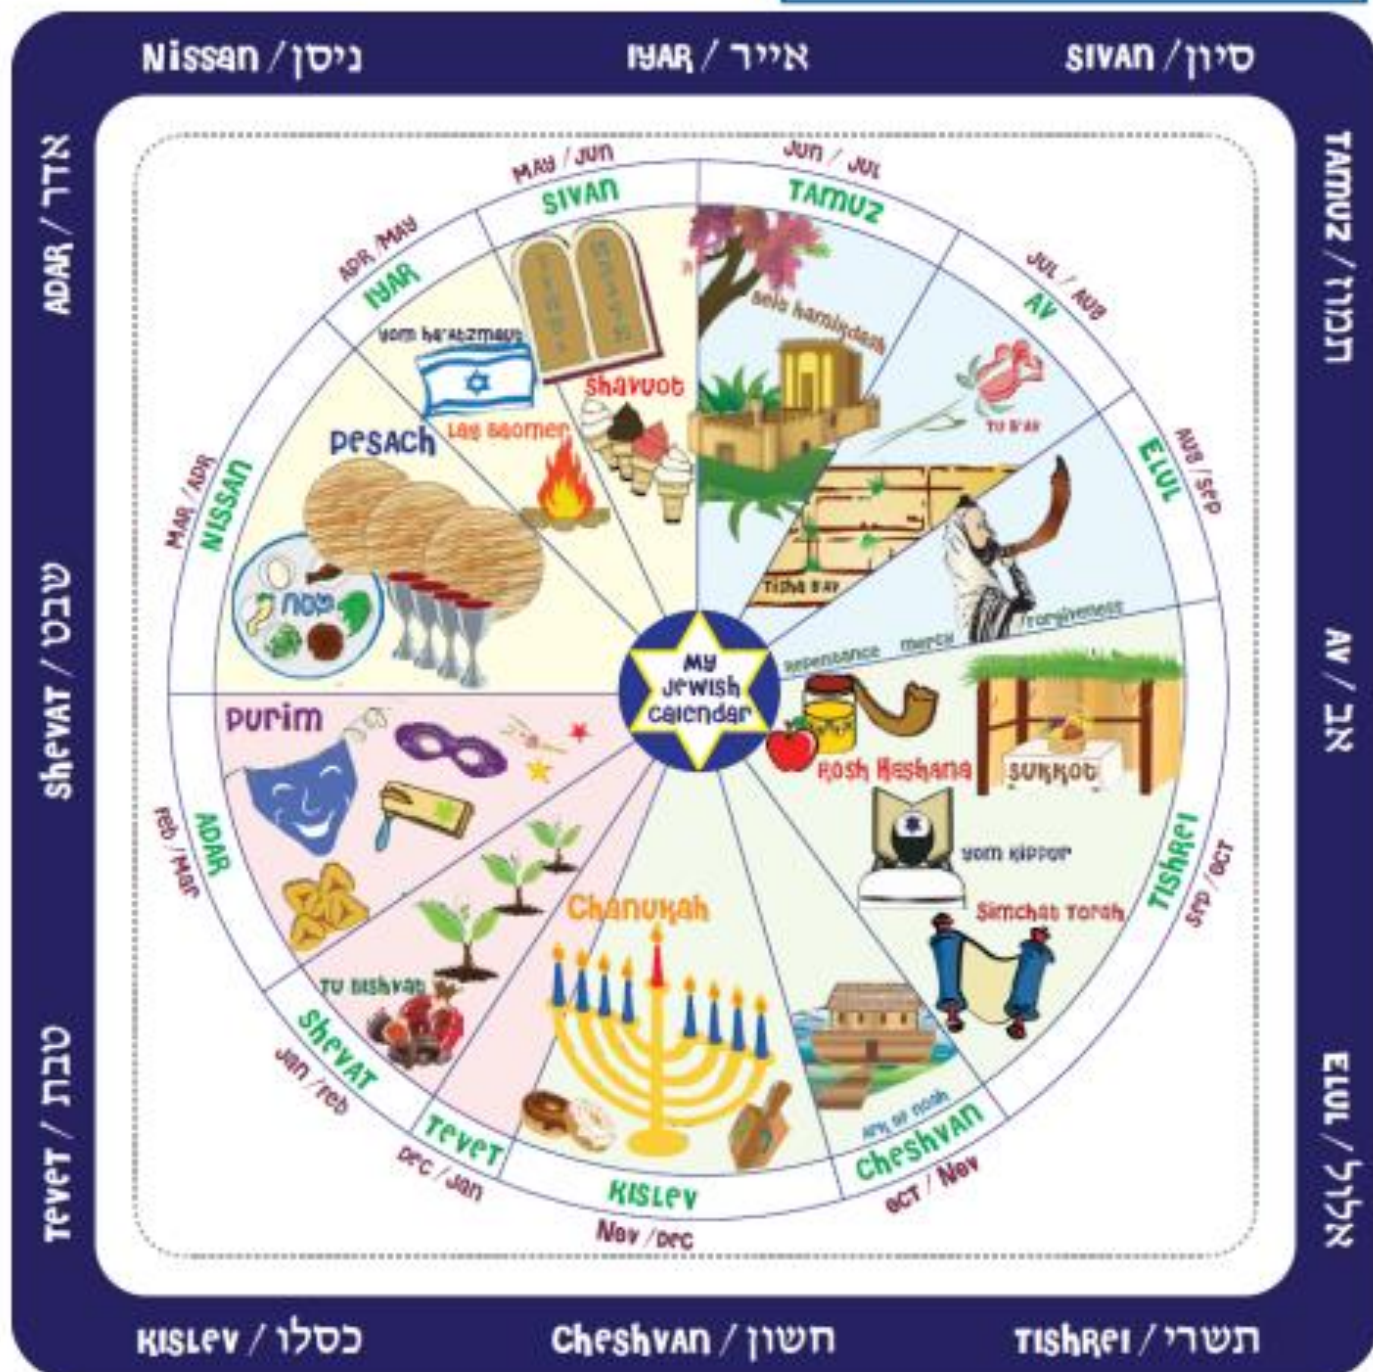 Nissan / ניסן
IYAR / אייר
SIVAN / סיון
TAMUZ / תמוז
AV / אב
ELUL / אלול
TISHREI / תשרי
CHESHVAN / חשון
KISLEV / כסלו
TEVET / טבת
SHEVAT / שבט
ADAR / אדר
MAY / JUN
SIVAN
JUN / JUL
TAMUZ
JUL / AUG
AV
AUG / SEP
ELUL
TISHREI
SEP / OCT
CHESHVAN
OCT / NOV
KISLEV
NOV / DEC
TEVET
DEC / JAN
SHEVAT
JAN / FEB
ADAR
FEB / MAR
MAR / APR
NISSAN
APR / MAY
IYAR
Yom Ha'Atzmaut
Lag Baomer
Shavuot
Beis Hamikdash
TU B'AV
Tisha B'Av
Repentance Mercy Forgiveness
Rosh Hashana
SUKKOT
Yom Kippur
Simchat Torah
Ark of Noah
Chanukah
TU BISHVAT
Purim
PESACH
פסח
MY
Jewish
calendar